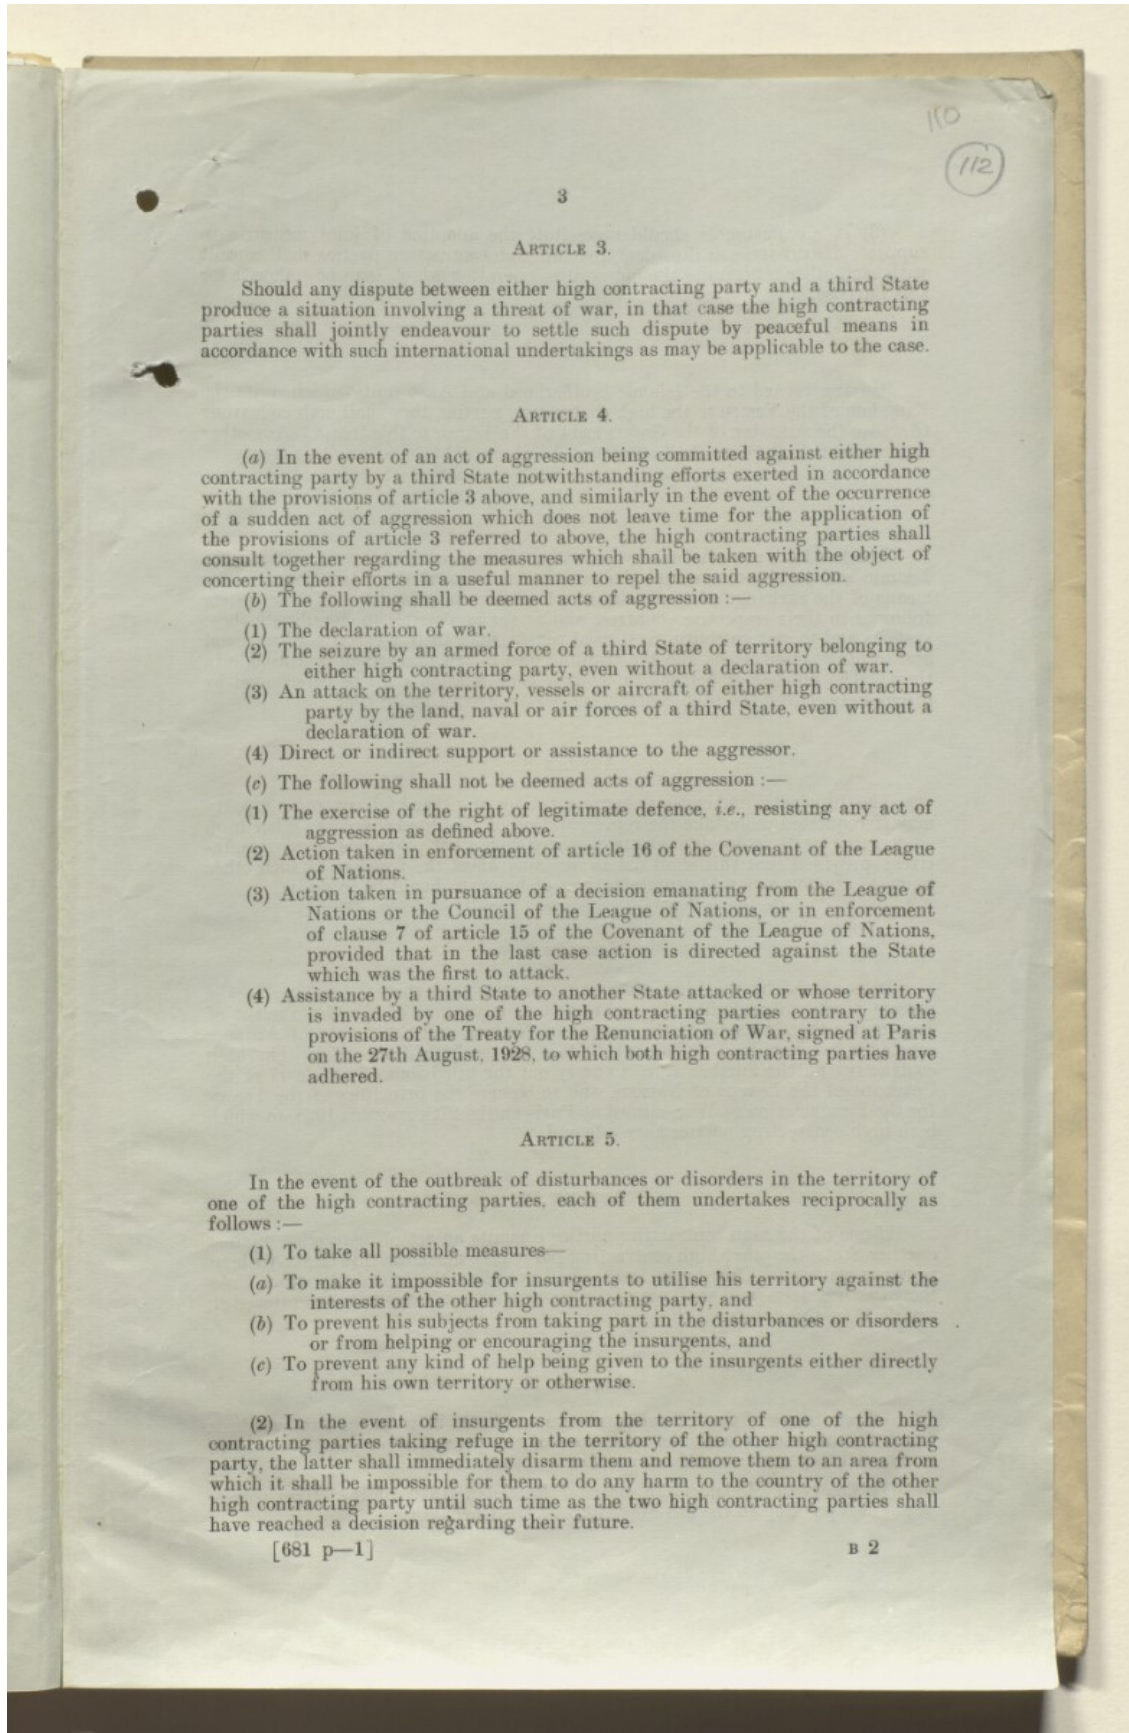 110
112
3
ARTICLE 3.
Should any dispute between either high contracting party and a third State
produce a situation involving a threat of war, in that case the high contracting
parties shall jointly endeavour to settle such dispute by peaceful means in
accordance with such international undertakings as may be applicable to the case.
ARTICLE 4.
(a) In the event of an act of aggression being committed against either high
contracting party by a third State notwithstanding efforts exerted in accordance
with the provisions of article 3 above, and similarly in the event of the occurrence
of a sudden act of aggression which does not leave time for the application of
the provisions of article 3 referred to above, the high contracting parties shall
consult together regarding the measures which shall be taken with the object of
concerting their efforts in a useful manner to repel the said aggression.
(b) The following shall be deemed acts of aggression :—
(1) The declaration of war.
(2) The seizure by an armed force of a third State of territory belonging to
either high contracting party, even without a declaration of war.
(3) An attack on the territory, vessels or aircraft of either high contracting
party by the land, naval or air forces of a third State, even without a
declaration of war.
(4) Direct or indirect support or assistance to the aggressor.
(c) The following shall not be deemed acts of aggression :—
(1) The exercise of the right of legitimate defence, i.e., resisting any act of
aggression as defined above.
(2) Action taken in enforcement of article 16 of the Covenant of the League
of Nations.
(3) Action taken in pursuance of a decision emanating from the League of
Nations or the Council of the League of Nations, or in enforcement
of clause 7 of article 15 of the Covenant of the League of Nations,
provided that in the last case action is directed against the State
which was the first to attack.
(4) Assistance by a third State to another State attacked or whose territory
is invaded by one of the high contracting parties contrary to the
provisions of the Treaty for the Renunciation of War, signed at Paris
on the 27th August, 1928, to which both high contracting parties have
adhered.
ARTICLE 5.
In the event of the outbreak of disturbances or disorders in the territory of
one of the high contracting parties, each of them undertakes reciprocally as
follows :—
(1) To take all possible measures—
(a) To make it impossible for insurgents to utilise his territory against the
interests of the other high contracting party, and
(b) To prevent his subjects from taking part in the disturbances or disorders
or from helping or encouraging the insurgents, and
(c) To prevent any kind of help being given to the insurgents either directly
from his own territory or otherwise.
(2) In the event of insurgents from the territory of one of the high
contracting parties taking refuge in the territory of the other high contracting
party, the latter shall immediately disarm them and remove them to an area from
which it shall be impossible for them to do any harm to the country of the other
high contracting party until such time as the two high contracting parties shall
have reached a decision regarding their future.
[681 p—1]
B 2